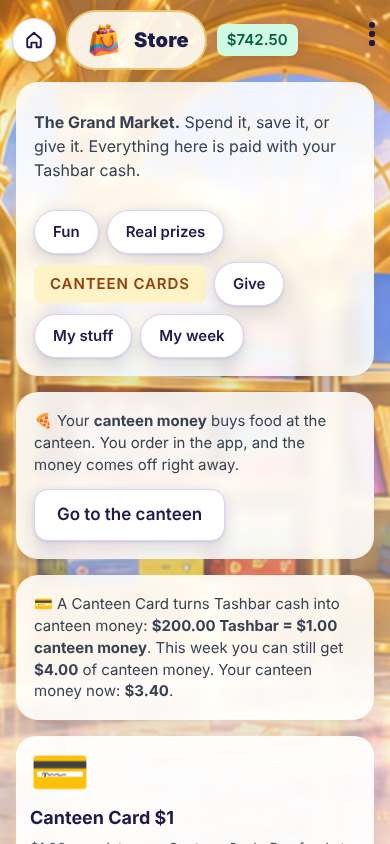 Store
$742.50
The Grand Market. Spend it, save it, or
give it. Everything here is paid with your
Tashbar cash.
Fun
Real prizes
CANTEEN CARDS
Give
My stuff
My week
Your canteen money buys food at the
canteen. You order in the app, and the
money comes off right away.
Go to the canteen
A Canteen Card turns Tashbar cash into
canteen money: $200.00 Tashbar = $1.00
canteen money. This week you can still get
$4.00 of canteen money. Your canteen
money now: $3.40.
Canteen Card $1